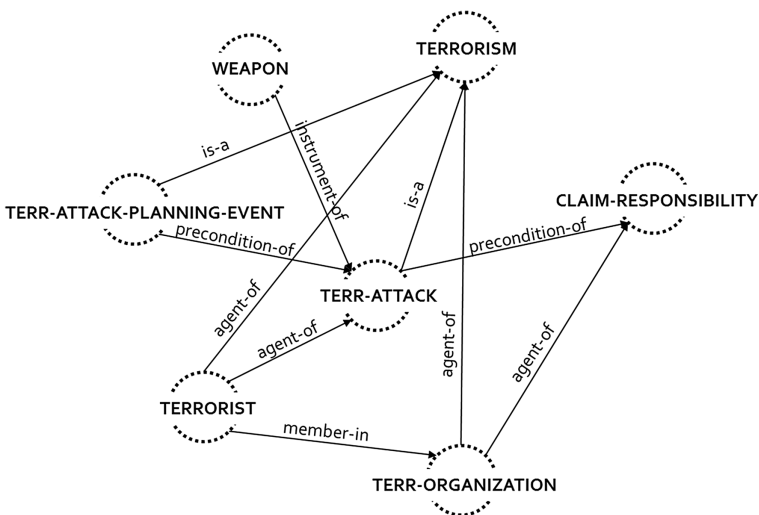 TERRORISM
WEAPON
instrument-of
is-a
is-a
CLAIM-RESPONSIBILITY
TERR-ATTACK-PLANNING-EVENT
precondition-of
precondition-of
TERR-ATTACK
agent-of
agent-of
agent-of
agent-of
TERRORIST
member-in
TERR-ORGANIZATION